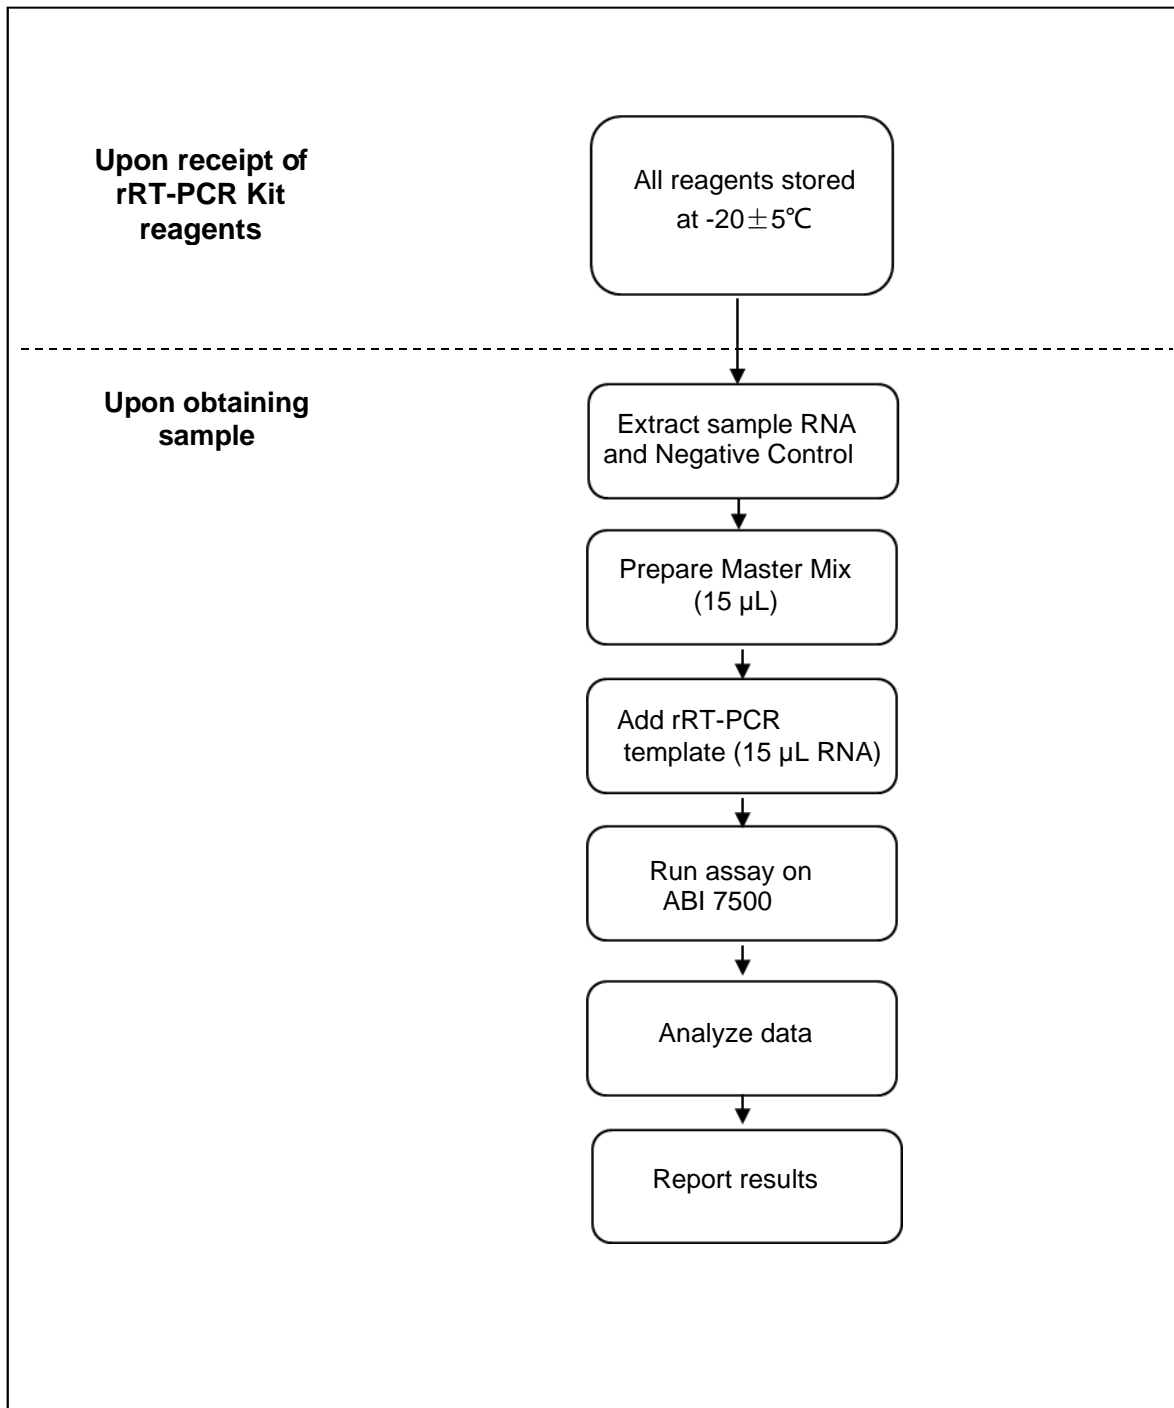 Upon receipt of
rRT-PCR Kit
reagents
All reagents stored
at -20±5℃
Upon obtaining
sample
Extract sample RNA
and Negative Control
Prepare Master Mix
(15 µL)
Add rRT-PCR
template (15 µL RNA)
Run assay on
ABI 7500
Analyze data
Report results